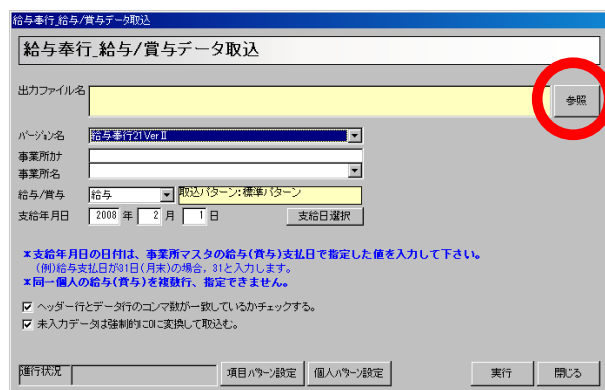 給与奉行_給与/賞与データ取込
給与奉行_給与/賞与データ取込
出力ファイル名
参照
バージョン名 給与奉行21 Ver Ⅱ
事業所カナ
事業所名
給与/賞与 給与 取込パターン:標準パターン
支給年月日 2008 年 2 月 1 日 支給日選択
*支給年月日の日付は、事業所マスタの給与(賞与)支払日で指定した値を入力して下さい。
(例)給与支払日が31日(月末)の場合, 31と入力します。
*同一個人の給与(賞与)を複数行、指定できません。
ヘッダー行とデータ行のコンマ数が一致しているかチェックする。
未入力データは強制的に0に変換して取込む。
進行状況 項目パターン設定 個人パターン設定 実行 閉じる